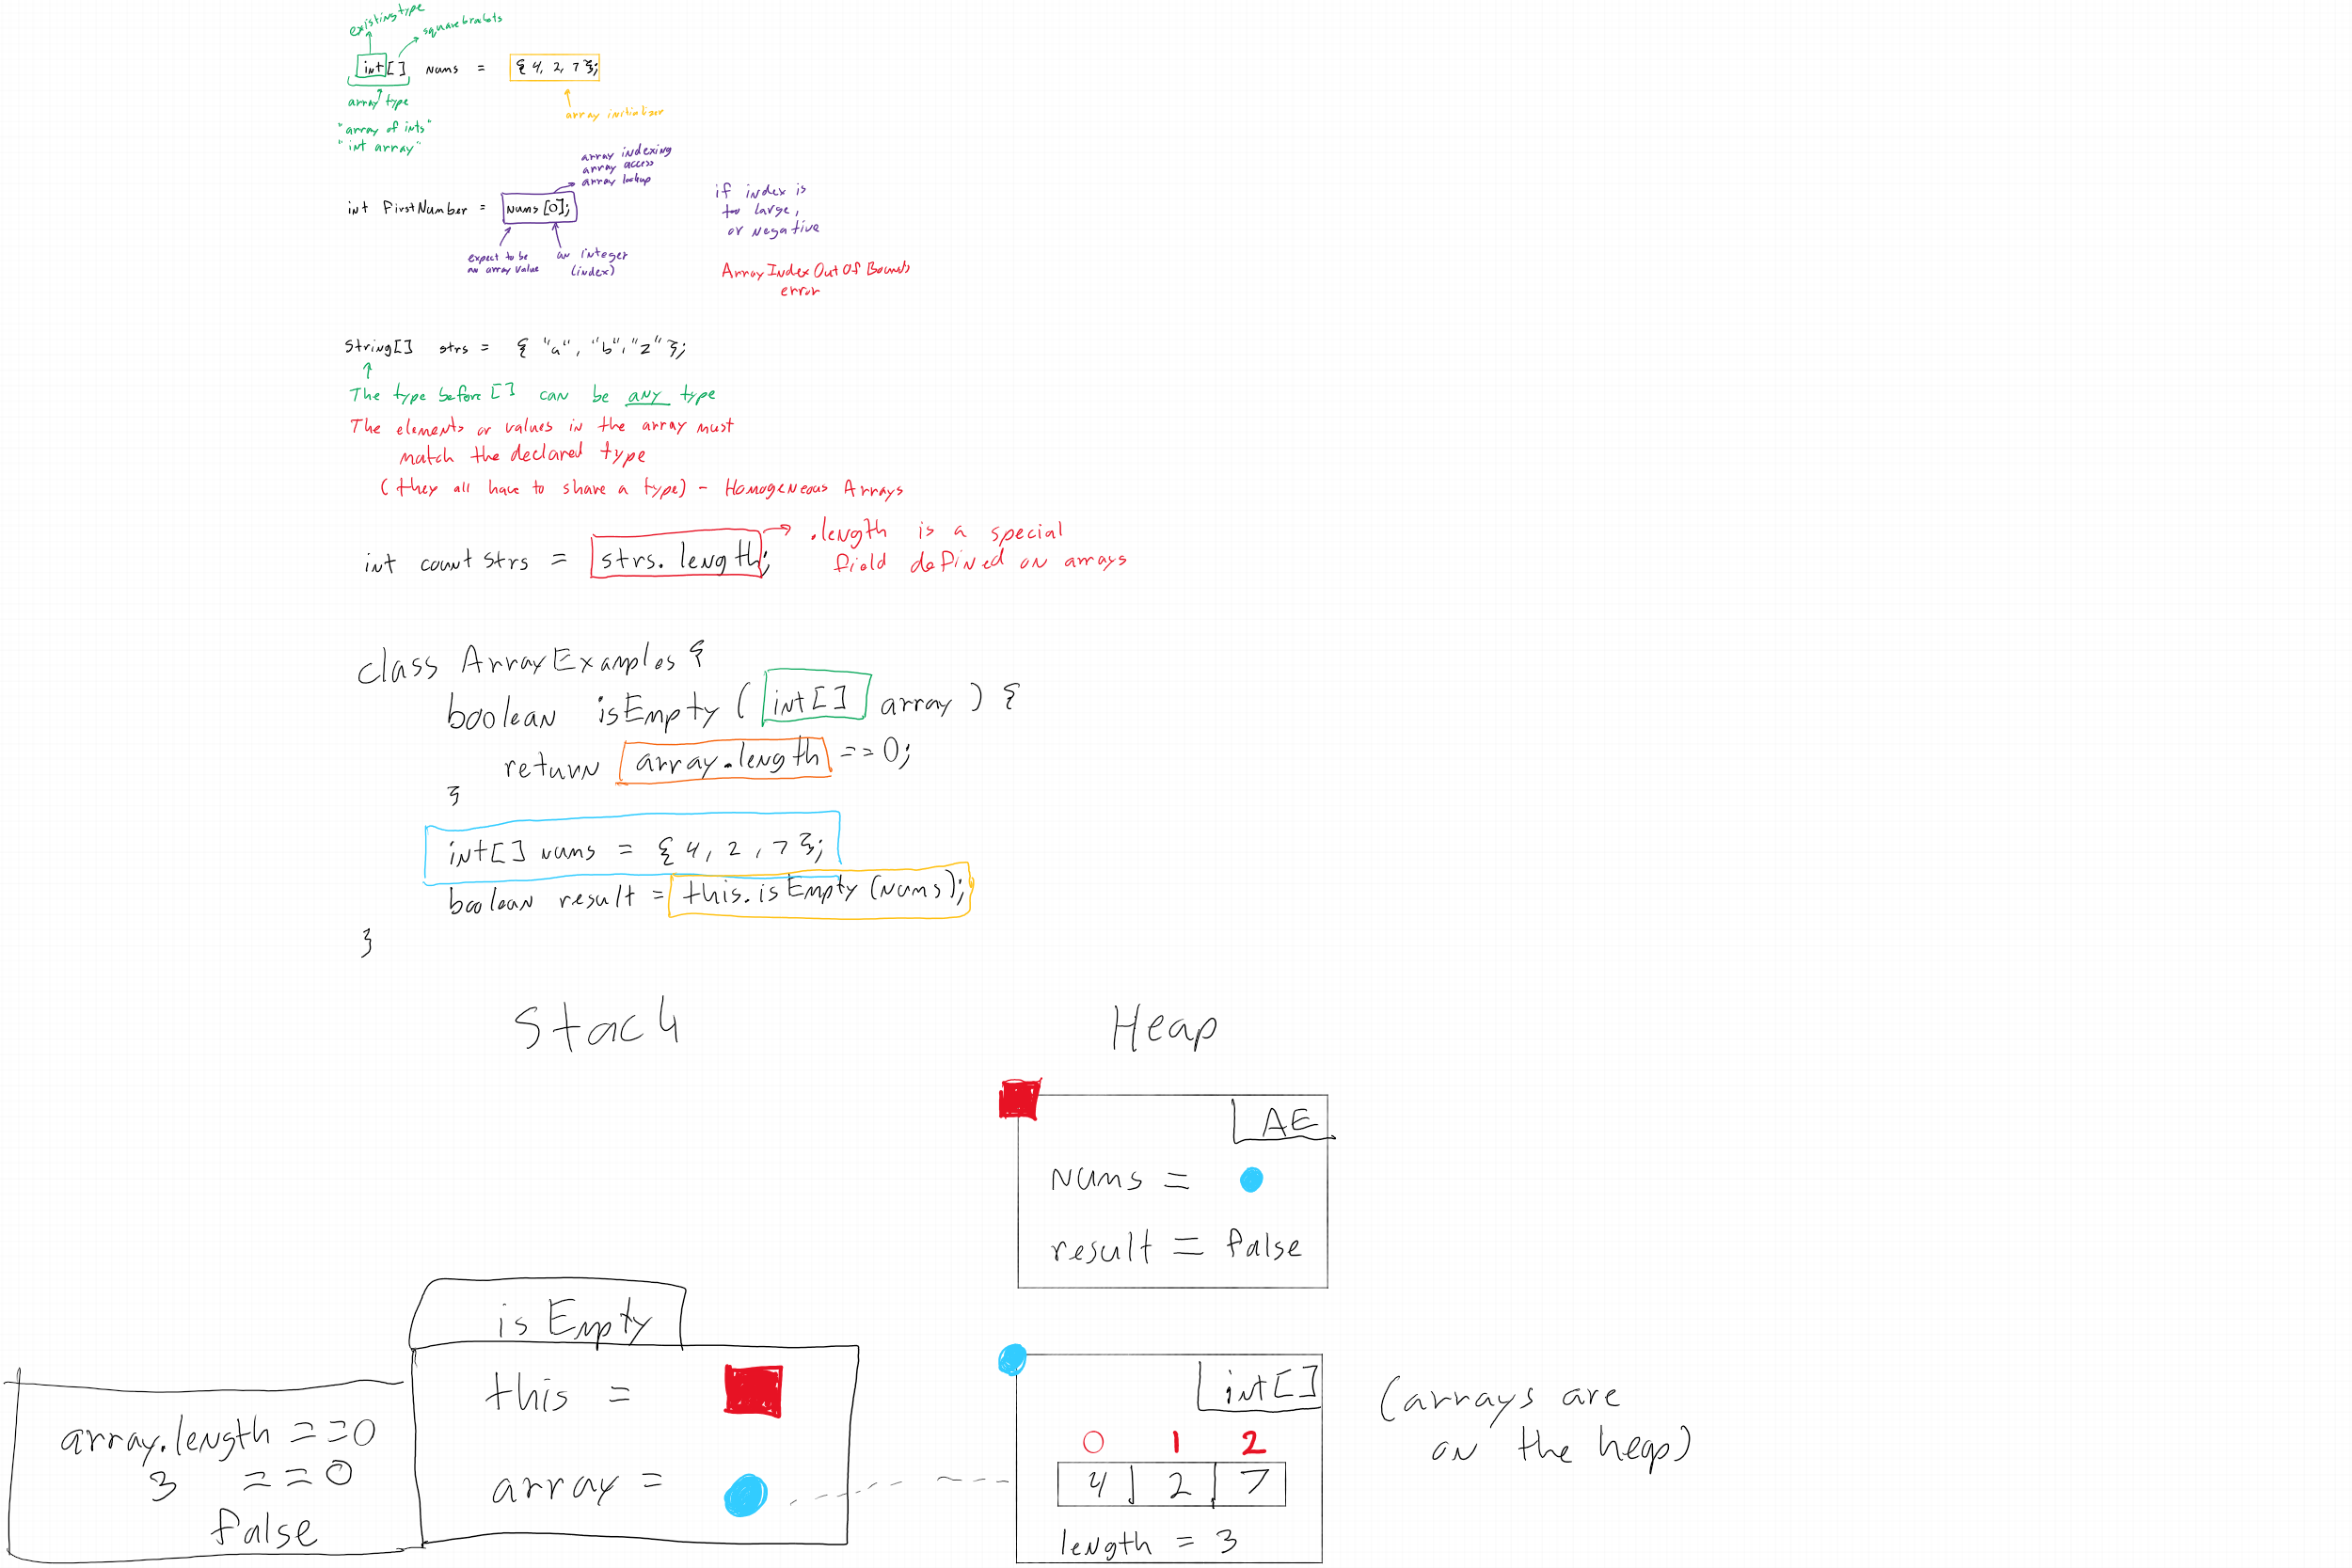 existing type
square brackets
int[] nums = { 4, 2, 7 };
array type
array initializer
"array of ints"
"int array"
array indexing
array access
array lookup
int firstNumber = nums[0];
expect to be
an array value
an integer
(index)
if index is
too large,
or negative
ArrayIndexOutOfBounds
error
String[] strs = { "a", "b", "z" };
The type before [] can be any type
The elements or values in the array must
match the declared type
(they all have to share a type) - Homogeneous Arrays
int countStrs = strs.length;
.length is a special
field defined on arrays
class ArrayExamples {
boolean isEmpty ( int[] array ) {
return array.length == 0;
}
int[] nums = { 4, 2, 7 };
boolean result = this.isEmpty(nums);
}
Stack
Heap
AE
nums =
result = false
isEmpty
this =
array =
array.length == 0
3 == 0
false
int[]
0 1 2
4 2 7
length = 3
(arrays are
on the heap)